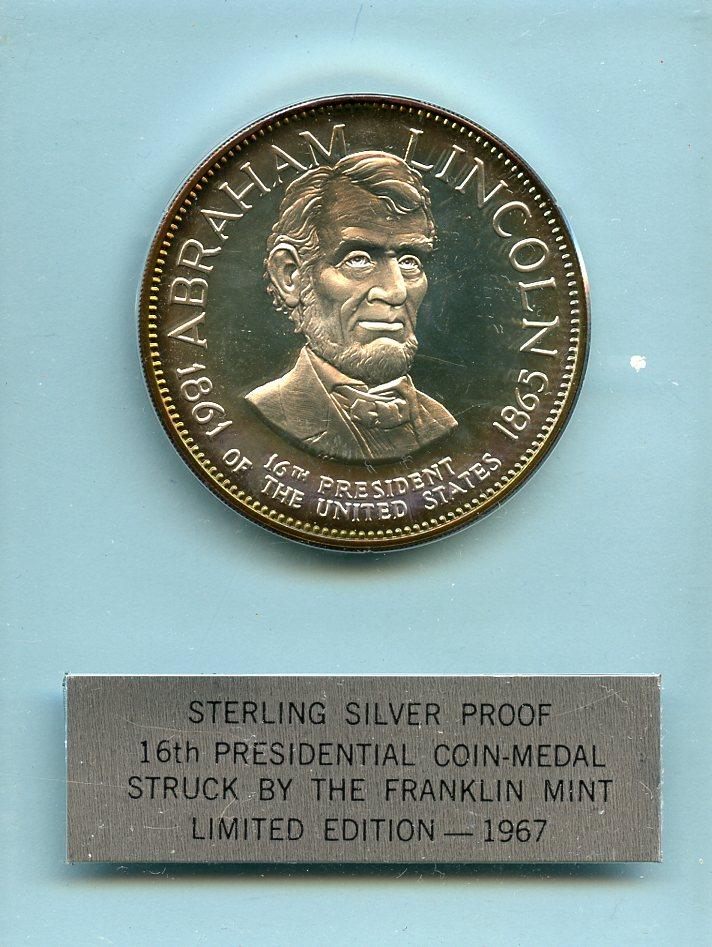 ABRAHAM LINCOLN
1861 1865
16TH PRESIDENT
OF THE UNITED STATES
STERLING SILVER PROOF
16th PRESIDENTIAL COIN-MEDAL
STRUCK BY THE FRANKLIN MINT
LIMITED EDITION — 1967